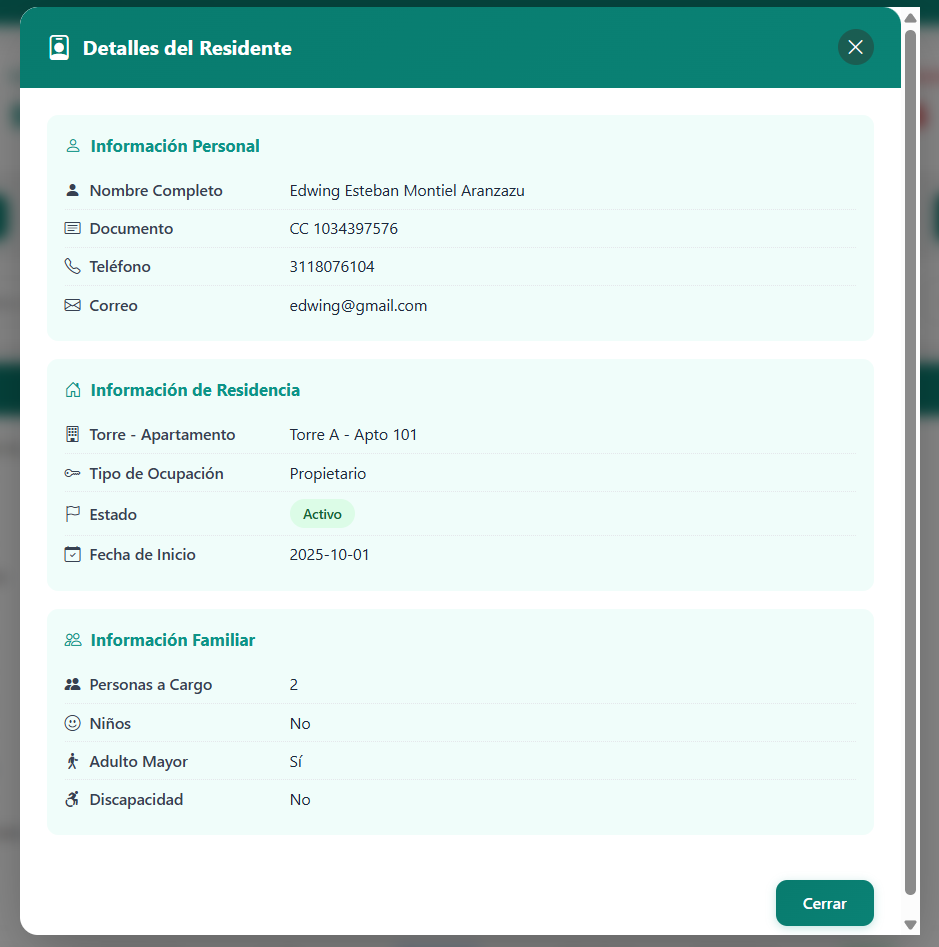 Detalles del Residente
Información Personal
Nombre Completo Edwing Esteban Montiel Aranzazu
Documento CC 1034397576
Teléfono 3118076104
Correo edwing@gmail.com
Información de Residencia
Torre - Apartamento Torre A - Apto 101
Tipo de Ocupación Propietario
Estado Activo
Fecha de Inicio 2025-10-01
Información Familiar
Personas a Cargo 2
Niños No
Adulto Mayor Sí
Discapacidad No
Cerrar